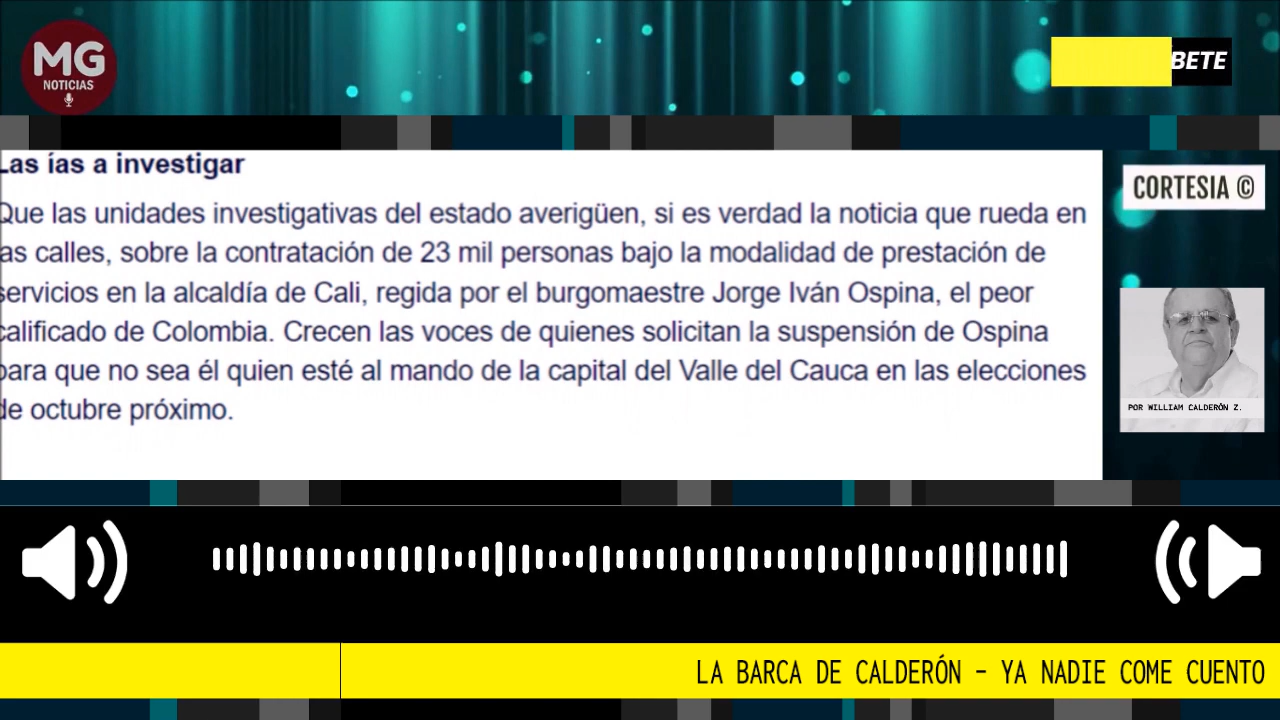 MG
NOTICIAS
BETE
Las ías a investigar
CORTESIA ©
Que las unidades investigativas del estado averigüen, si es verdad la noticia que rueda en
las calles, sobre la contratación de 23 mil personas bajo la modalidad de prestación de
servicios en la alcaldía de Cali, regida por el burgomaestre Jorge Iván Ospina, el peor
calificado de Colombia. Crecen las voces de quienes solicitan la suspensión de Ospina
para que no sea él quien esté al mando de la capital del Valle del Cauca en las elecciones
de octubre próximo.
POR WILLIAM CALDERÓN Z.
LA BARCA DE CALDERÓN - YA NADIE COME CUENTO